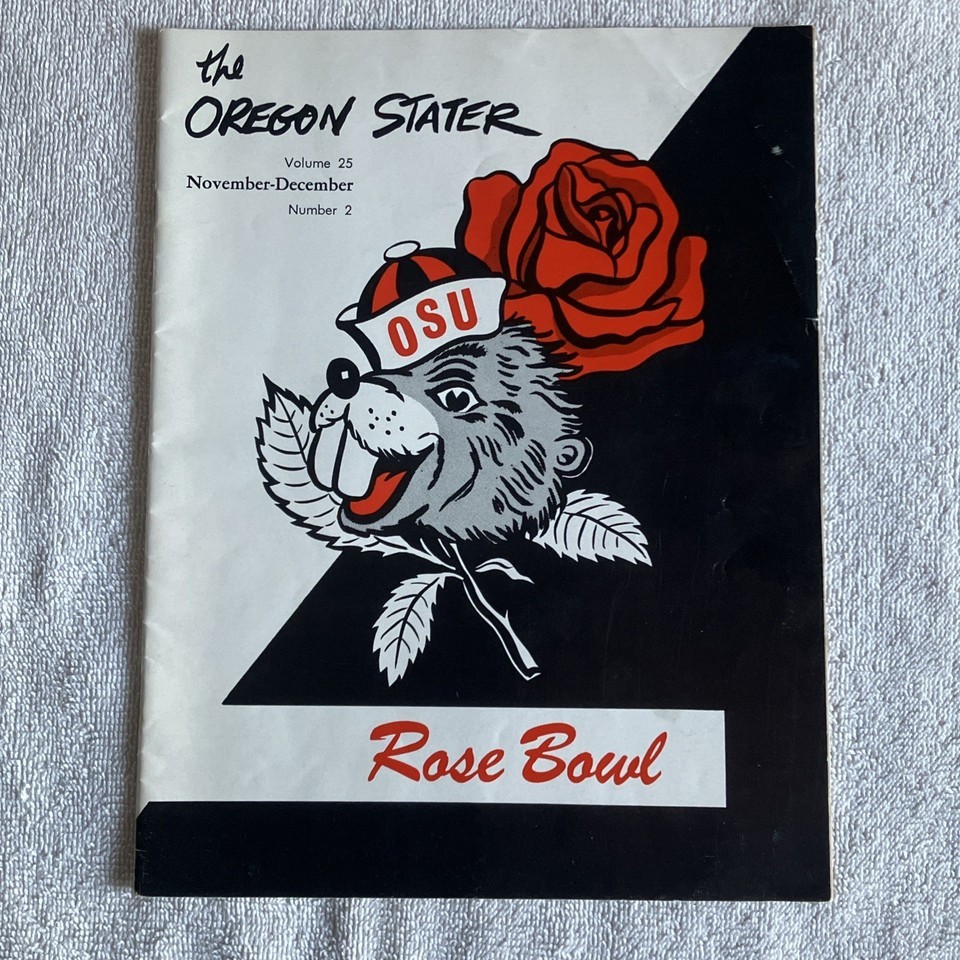 the
OREGON STATER
Volume 25
November-December
Number 2
OSU
Rose Bowl